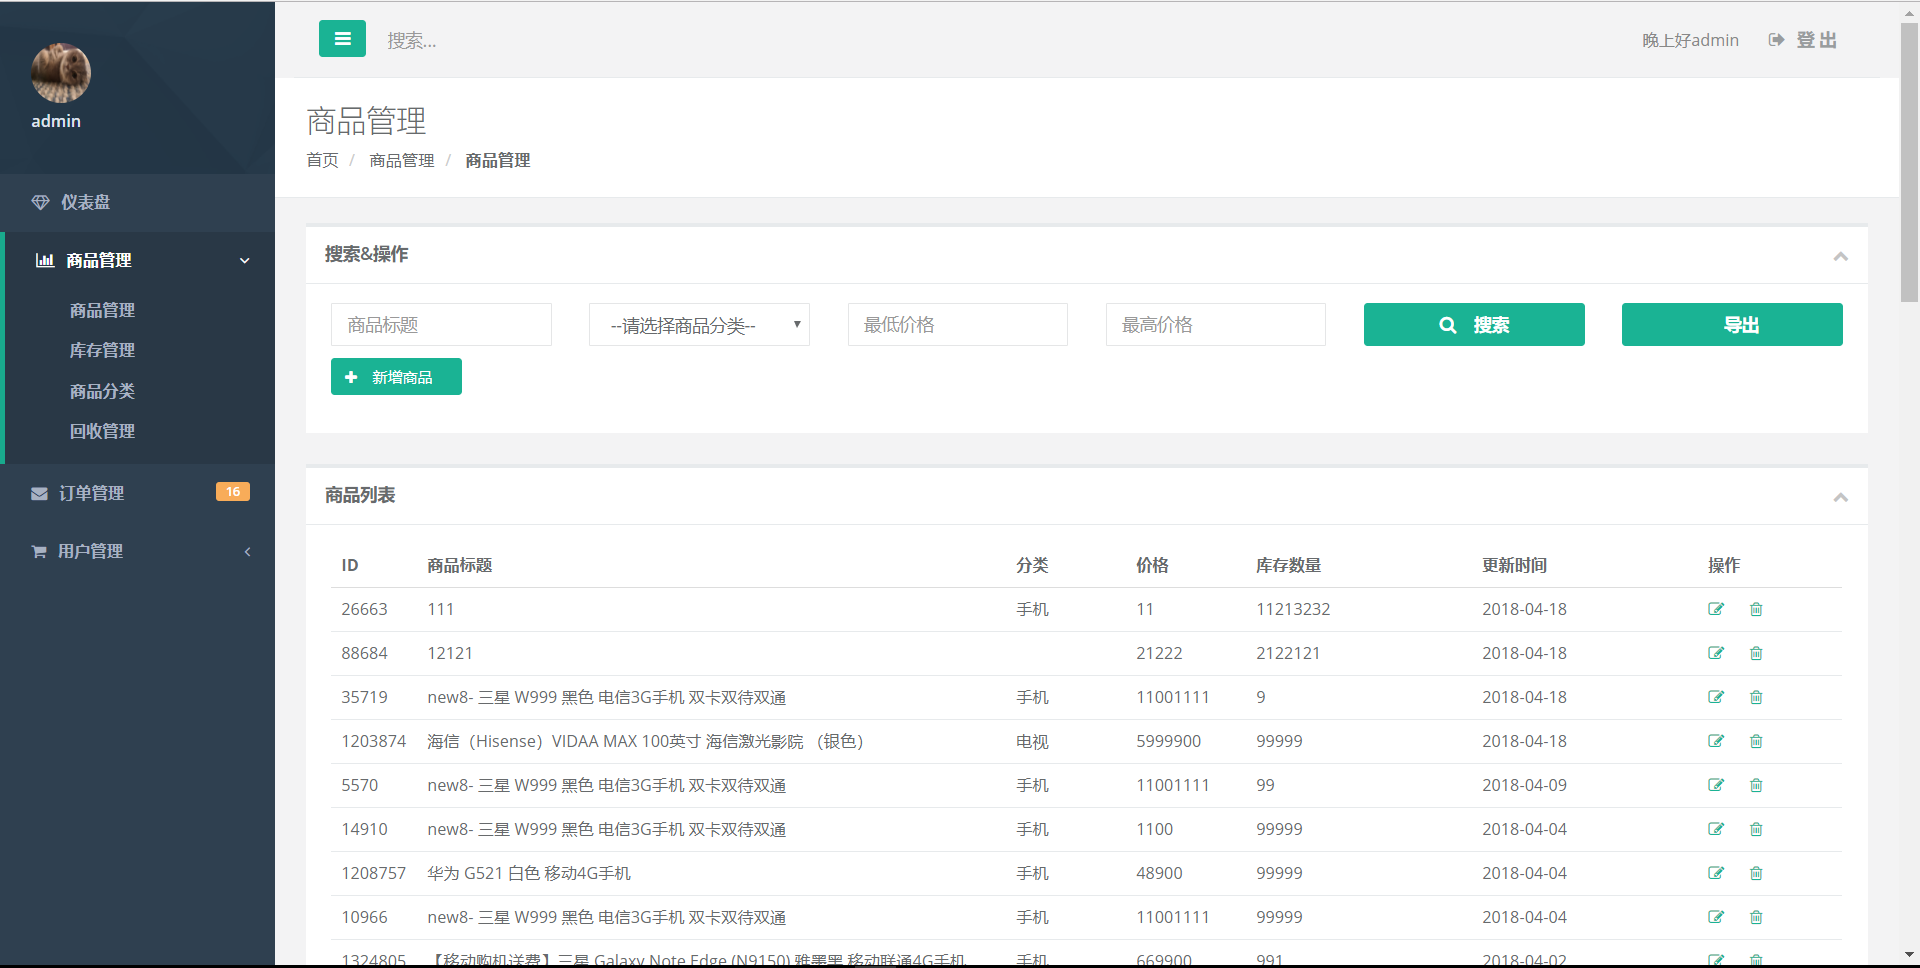 搜索...
晚上好admin
登 出
admin
仪表盘
商品管理
商品管理
库存管理
商品分类
回收管理
订单管理 16
用户管理
商品管理
首页 / 商品管理 / 商品管理
搜索&操作
商品标题 --请选择商品分类-- 最低价格 最高价格 搜索 导出
新增商品
商品列表
ID 商品标题 分类 价格 库存数量 更新时间 操作
26663 111 手机 11 11213232 2018-04-18
88684 12121 21222 2122121 2018-04-18
35719 new8- 三星 W999 黑色 电信3G手机 双卡双待双通 手机 11001111 9 2018-04-18
1203874 海信（Hisense）VIDAA MAX 100英寸 海信激光影院 （银色） 电视 5999900 99999 2018-04-18
5570 new8- 三星 W999 黑色 电信3G手机 双卡双待双通 手机 11001111 99 2018-04-09
14910 new8- 三星 W999 黑色 电信3G手机 双卡双待双通 手机 1100 99999 2018-04-04
1208757 华为 G521 白色 移动4G手机 手机 48900 99999 2018-04-04
10966 new8- 三星 W999 黑色 电信3G手机 双卡双待双通 手机 11001111 99999 2018-04-04
1324805 【移动购机送费】三星 Galaxy Note Edge (N9150) 雅墨黑 移动联通4G手机 手机 669900 991 2018-04-02